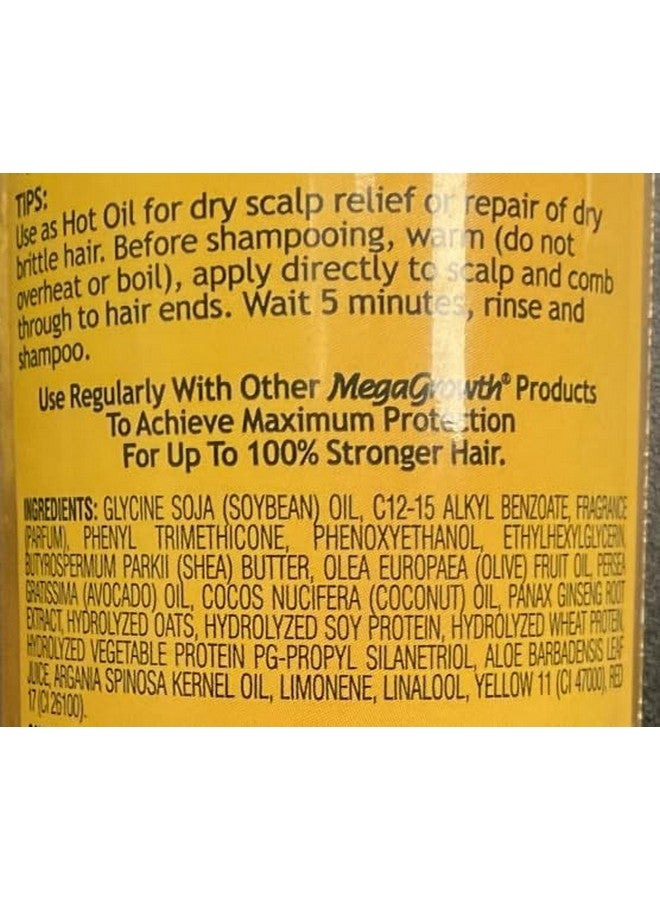 TIPS:
Use as Hot Oil for dry scalp relief or repair of dry
brittle hair. Before shampooing, warm (do not
overheat or boil), apply directly to scalp and comb
through to hair ends. Wait 5 minutes, rinse and
shampoo.
Use Regularly With Other MegaGrowth® Products
To Achieve Maximum Protection
For Up To 100% Stronger Hair.
INGREDIENTS: GLYCINE SOJA (SOYBEAN) OIL, C12-15 ALKYL BENZOATE, FRAGRANCE
(PARFUM), PHENYL TRIMETHICONE, PHENOXYETHANOL, ETHYLHEXYLGLYCERIN,
BUTYROSPERMUM PARKII (SHEA) BUTTER, OLEA EUROPAEA (OLIVE) FRUIT OIL, PERSEA
GRATISSIMA (AVOCADO) OIL, COCOS NUCIFERA (COCONUT) OIL, PANAX GINSENG ROOT
EXTRACT, HYDROLYZED OATS, HYDROLYZED SOY PROTEIN, HYDROLYZED WHEAT PROTEIN,
HYDROLYZED VEGETABLE PROTEIN PG-PROPYL SILANETRIOL, ALOE BARBADENSIS LEAF
JUICE, ARGANIA SPINOSA KERNEL OIL, LIMONENE, LINALOOL, YELLOW 11 (CI 47000), RED
17 (CI 26100).